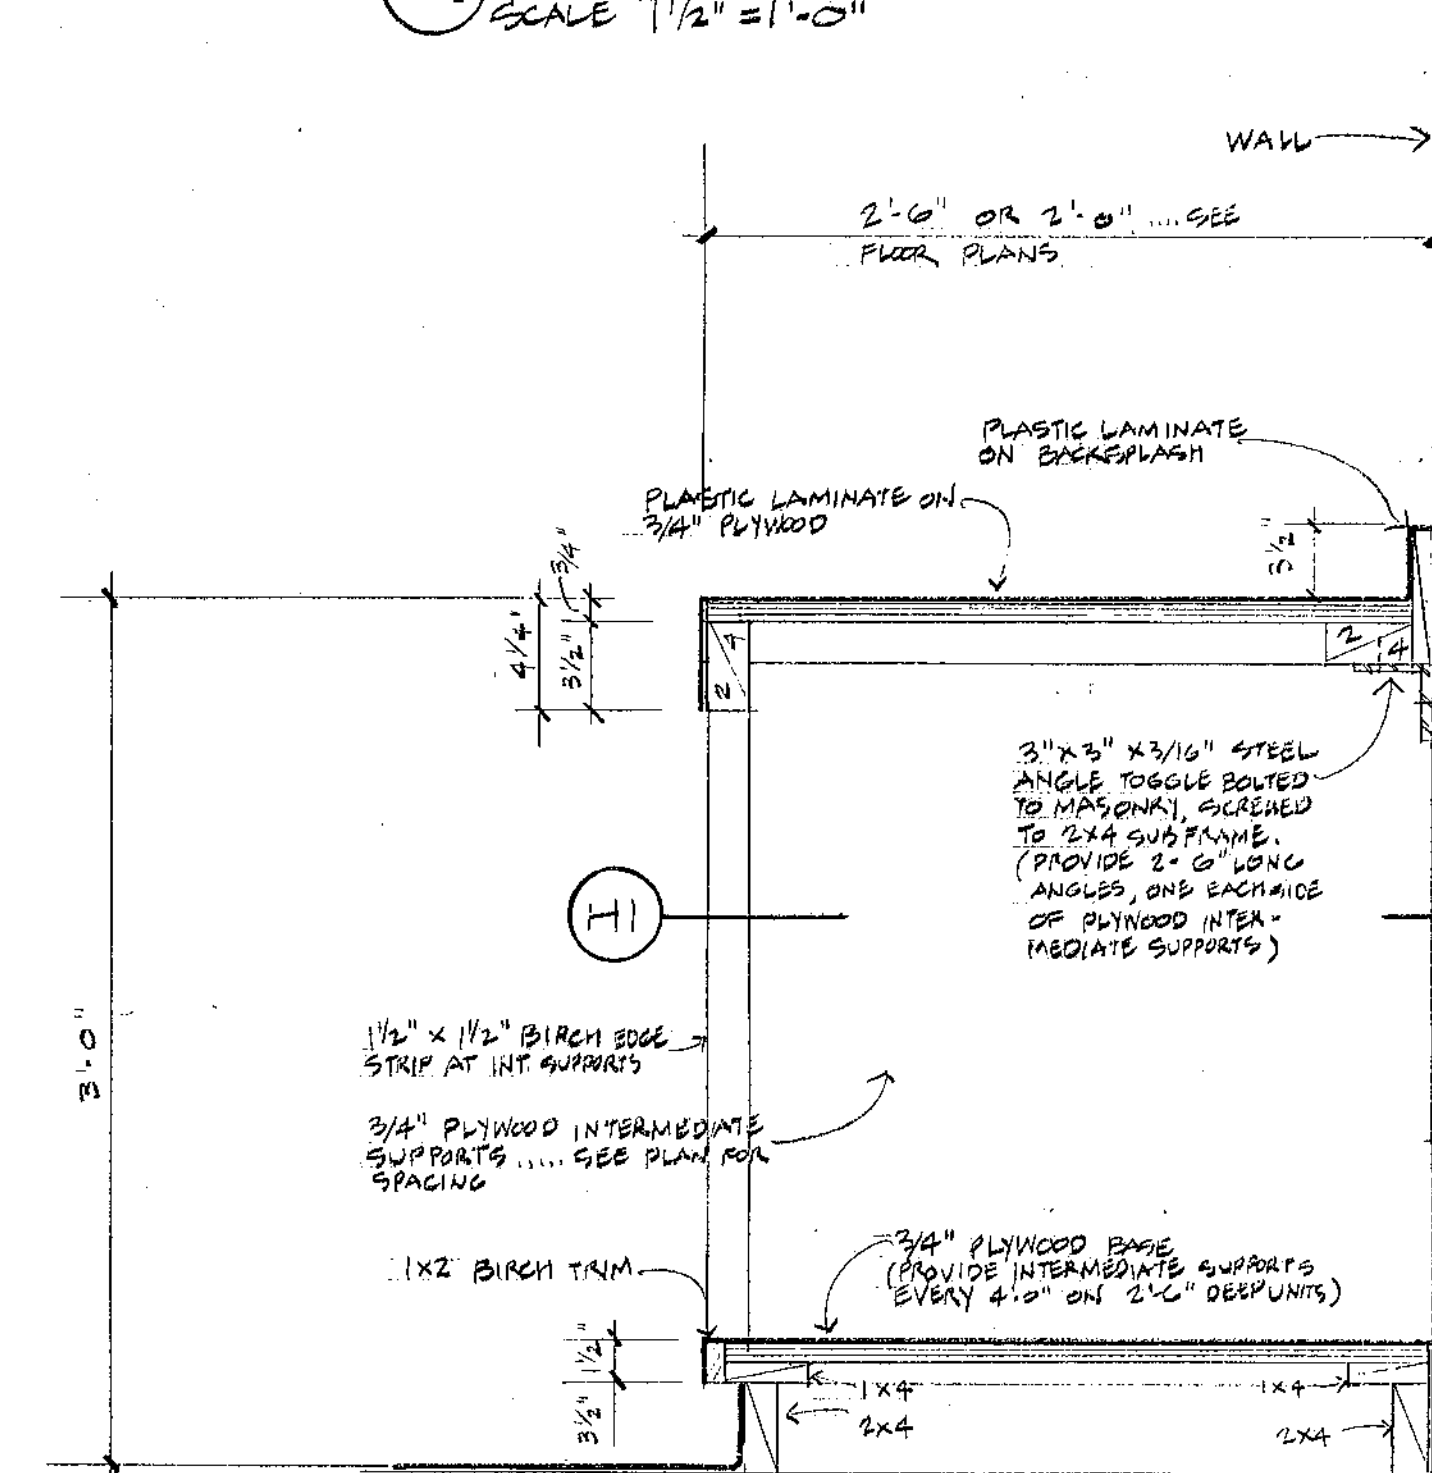 SCALE 1 1/2" = 1'-0"
WALL
2'-6" OR 2'-0" .... SEE
FLOOR PLANS
PLASTIC LAMINATE
ON BACKSPLASH
PLASTIC LAMINATE ON
3/4" PLYWOOD
3/4"
3 1/2"
4 1/4"
3 1/2"
2
4
2
4
3"X3"X3/16" STEEL
ANGLE TOGGLE BOLTED
TO MASONRY, SCREWED
TO 2X4 SUBFRAME.
(PROVIDE 2-6" LONG
ANGLES, ONE EACH SIDE
OF PLYWOOD INTER-
MEDIATE SUPPORTS)
3'-0"
1 1/2" X 1 1/2" BIRCH EDGE
STRIP AT INT. SUPPORTS
3/4" PLYWOOD INTERMEDIATE
SUPPORTS ..... SEE PLAN FOR
SPACING
1X2 BIRCH TRIM
3/4" PLYWOOD BASE
(PROVIDE INTERMEDIATE SUPPORTS
EVERY 4'-0" ON 2'-6" DEEP UNITS)
1 1/2"
3 1/2"
1X4
1X4
2X4
2X4